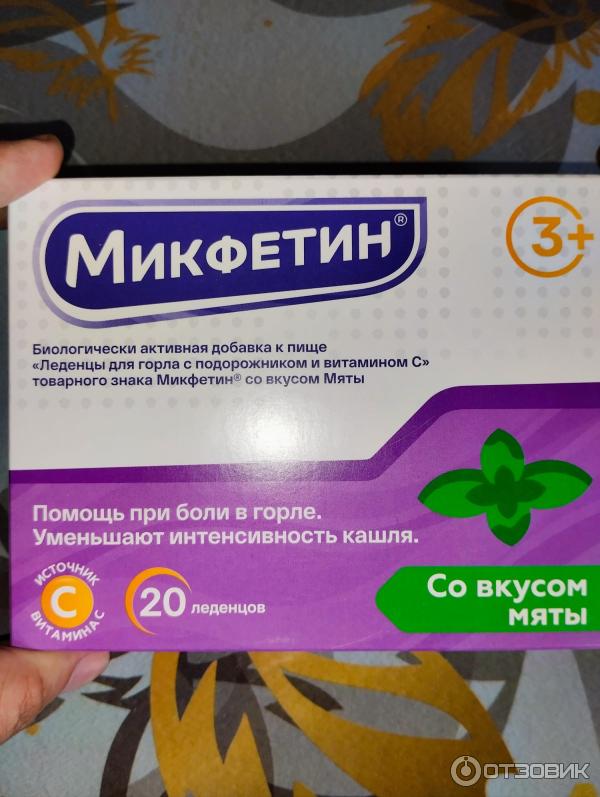 МИКФЕТИН®
3+
Биологически активная добавка к пище
«Леденцы для горла с подорожником и витамином С»
товарного знака Микфетин® со вкусом Мяты
Помощь при боли в горле.
Уменьшают интенсивность кашля.
ИСТОЧНИК
С
ВИТАМИНА С
20 леденцов
Со вкусом
мяты
ОТЗОВИК